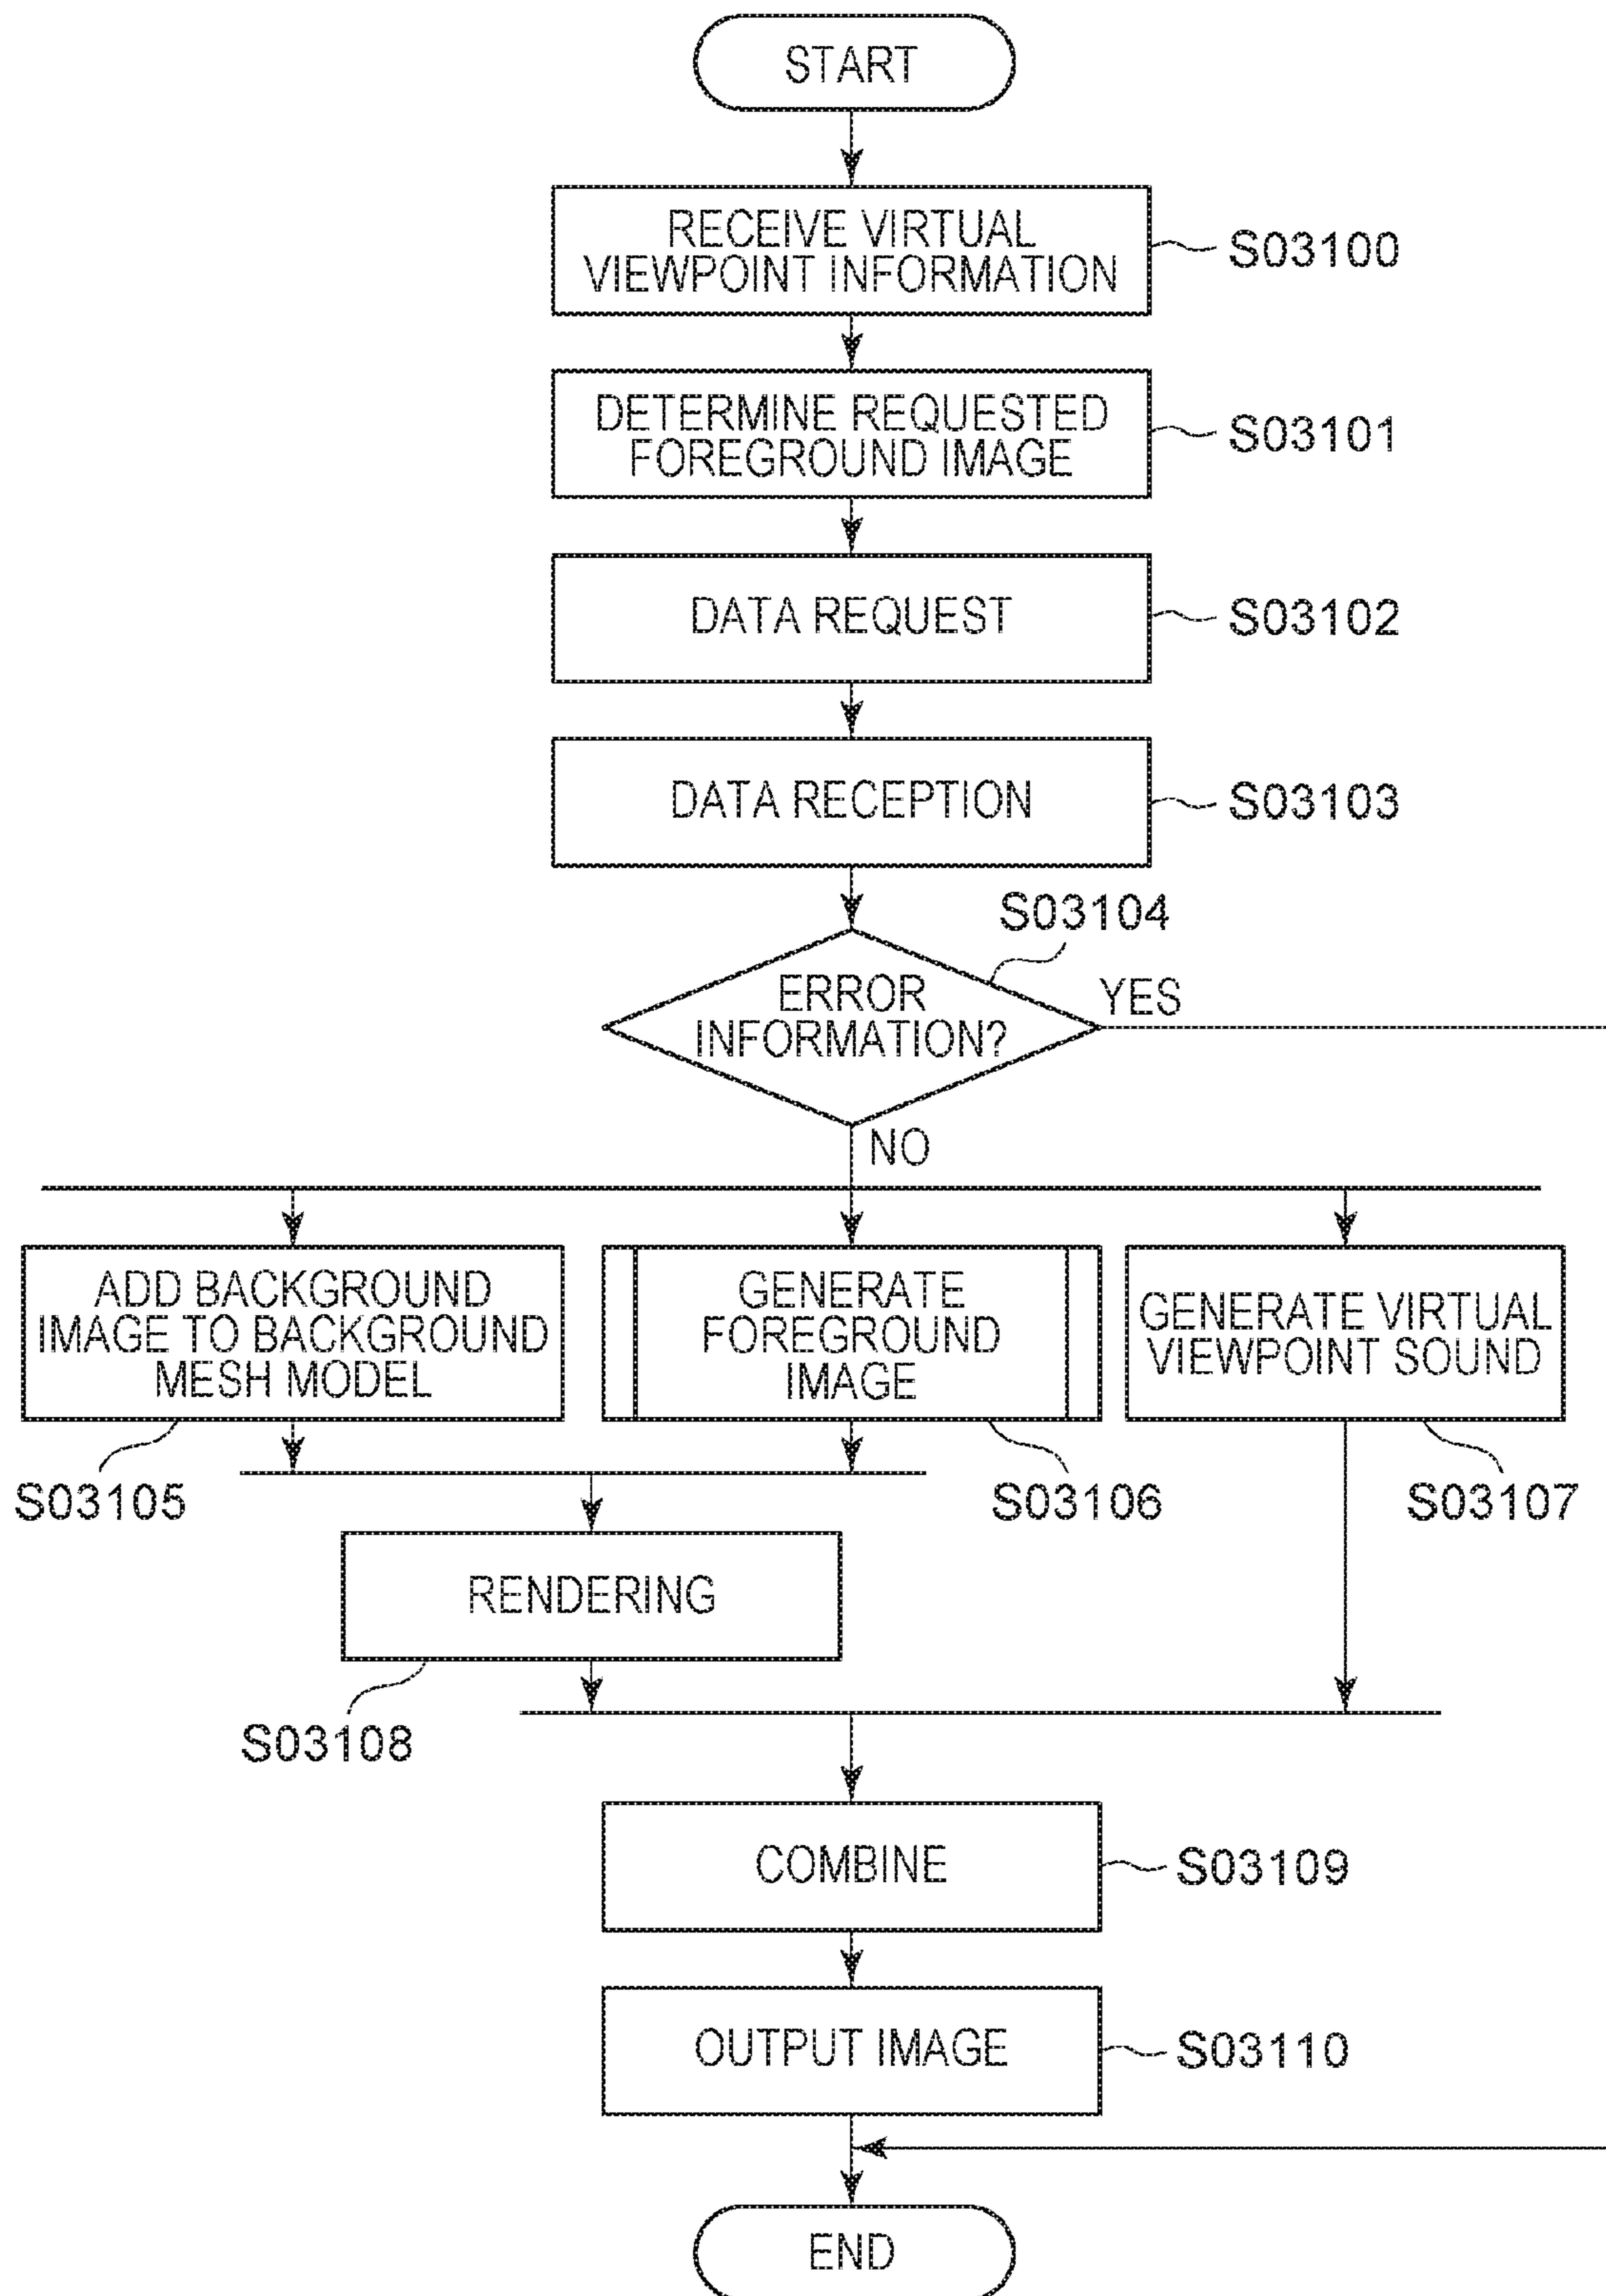 START
RECEIVE VIRTUAL
VIEWPOINT INFORMATION
S03100
DETERMINE REQUESTED
FOREGROUND IMAGE
S03101
DATA REQUEST
S03102
DATA RECEPTION
S03103
S03104
ERROR
INFORMATION?
YES
NO
ADD BACKGROUND
IMAGE TO BACKGROUND
MESH MODEL
GENERATE
FOREGROUND
IMAGE
GENERATE VIRTUAL
VIEWPOINT SOUND
S03105
S03106
S03107
RENDERING
S03108
COMBINE
S03109
OUTPUT IMAGE
S03110
END